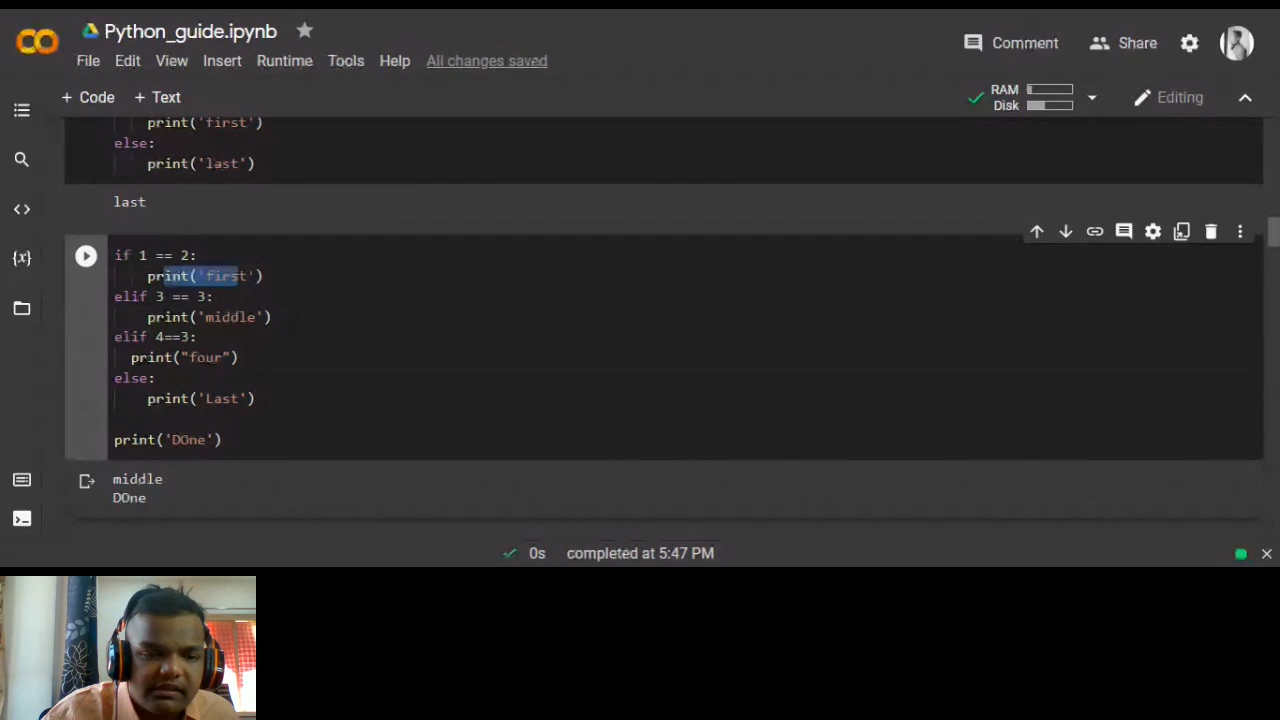 Python_guide.ipynb
File Edit View Insert Runtime Tools Help All changes saved
Comment Share
+ Code + Text
RAM
Disk
Editing
print('first')
else:
print('last')
last
if 1 == 2:
print('first')
elif 3 == 3:
print('middle')
elif 4==3:
print("four")
else:
print('Last')
print('DOne')
middle
DOne
0s completed at 5:47 PM